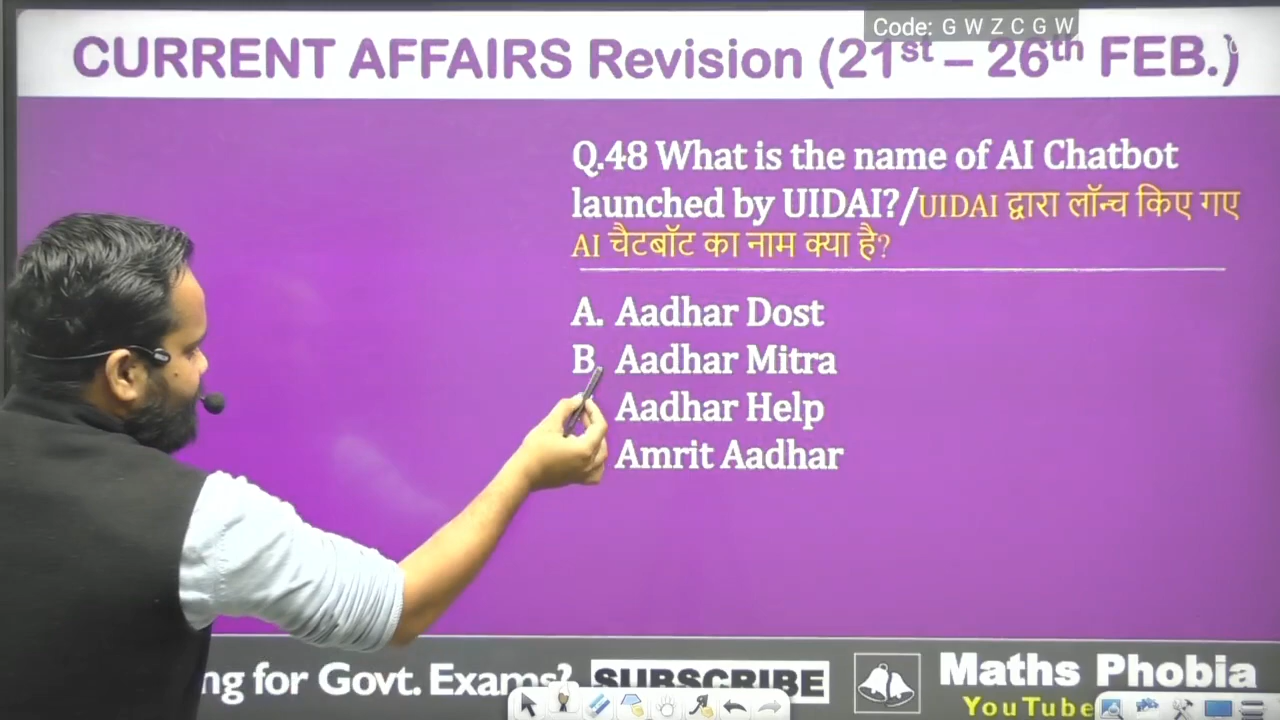 Code: G W Z C G W
CURRENT AFFAIRS Revision (21st – 26th FEB.)
Q.48 What is the name of AI Chatbot
launched by UIDAI?/UIDAI द्वारा लॉन्च किए गए
AI चैटबॉट का नाम क्या है?
A. Aadhar Dost
B. Aadhar Mitra
Aadhar Help
Amrit Aadhar
ng for Govt. Exams? SUBSCRIBE
Maths Phobia
YouTube